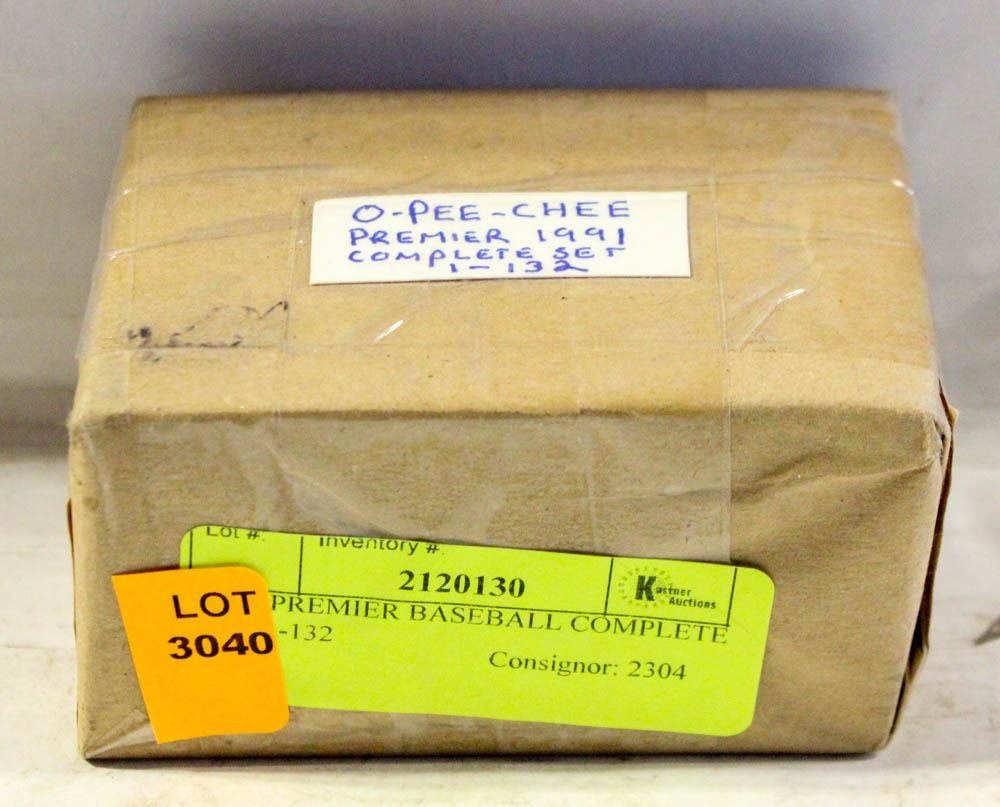 O-PEE-CHEE
PREMIER 1991
COMPLETE SET
1-132
Lot #:
Inventory #:
2120130
Kastner
Auctions
PREMIER BASEBALL COMPLETE
-132
Consignor: 2304
LOT
3040